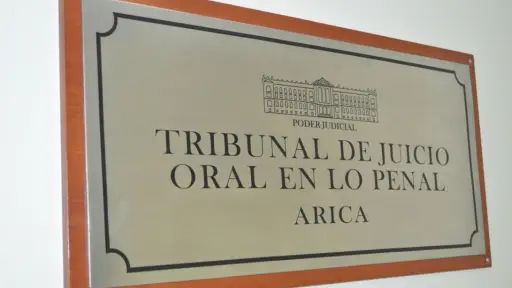 PODER JUDICIAL
TRIBUNAL DE JUICIO
ORAL EN LO PENAL
ARICA